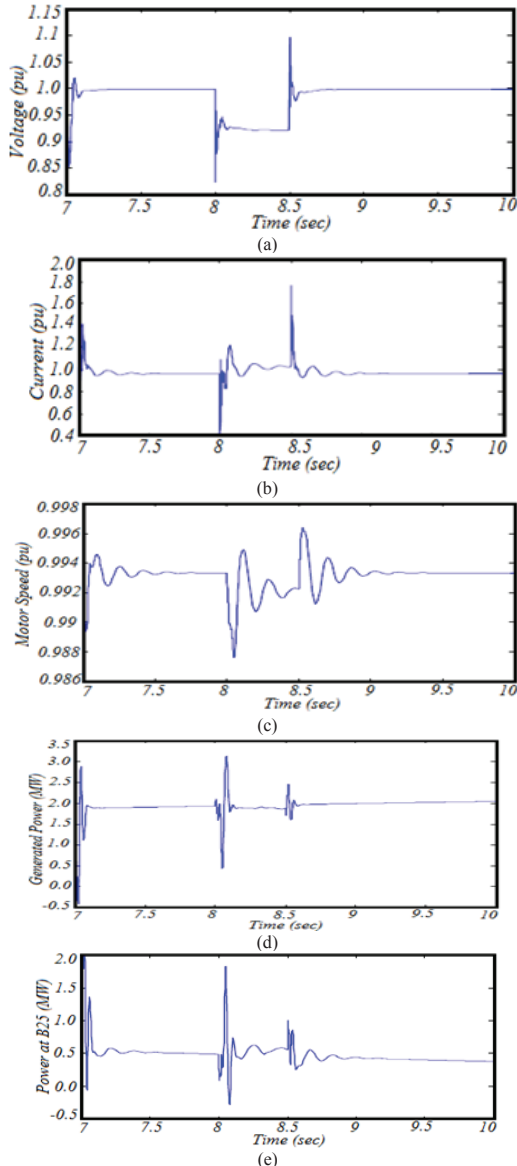 1.15
1.1
1.05
1.0
0.95
0.9
0.85
0.8
Voltage (pu)
7 7.5 8 8.5 9 9.5 10
Time (sec)
(a)
2.0
1.8
1.6
1.4
1.2
1.0
0.8
0.6
0.4
Current (pu)
7 7.5 8 8.5 9 9.5 10
Time (sec)
(b)
0.998
0.996
0.994
0.992
0.99
0.988
0.986
Motor Speed (pu)
7 7.5 8 8.5 9 9.5 10
Time (sec)
(c)
3.5
3.0
2.5
2.0
1.5
1.0
0.5
0.0
-0.5
Generated Power (MW)
7 7.5 8 8.5 9 9.5 10
Time (sec)
(d)
2.0
1.5
1.0
0.5
0.0
-0.5
Power at B25 (MW)
7 7.5 8 8.5 9 9.5 10
Time (sec)
(e)